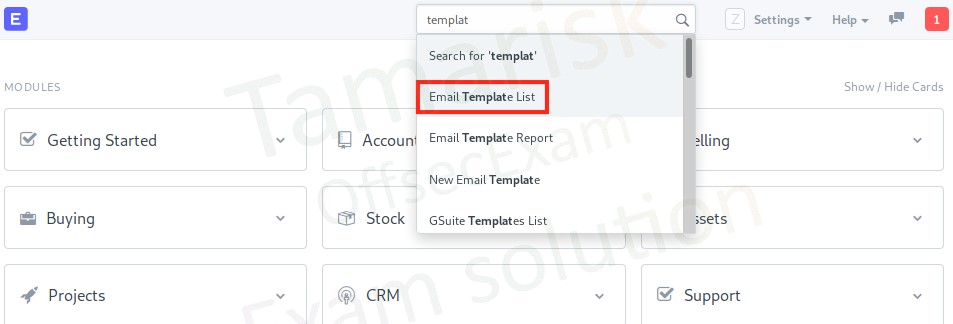 E
templat
Z
Settings
Help
1
Search for 'templat'
Email Template List
Email Template Report
New Email Template
GSuite Templates List
MODULES
Show / Hide Cards
Getting Started
Accoun
elling
Buying
Stock
ssets
Projects
CRM
Support
Tamarisk
OffsecExam
Exam solution